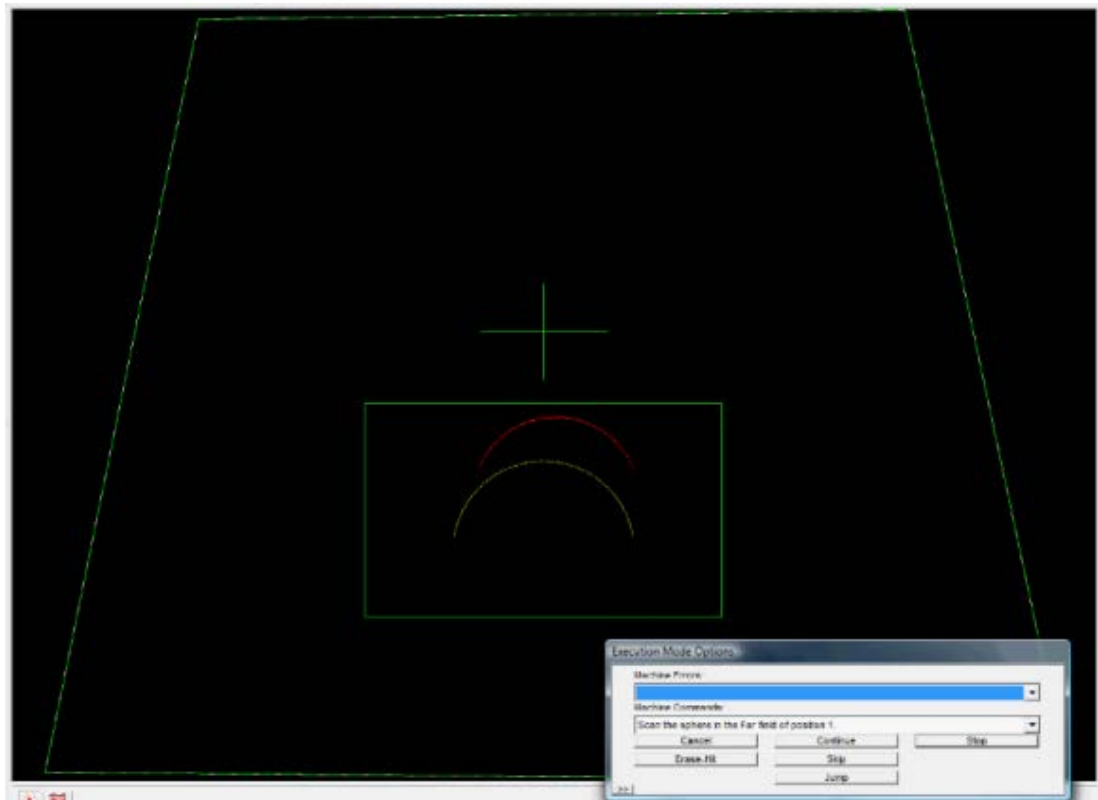 Execution Mode Options
Machine Errors:
Machine Commands:
Scan the sphere in the Far field of position 1.
Cancel
Continue
Stop
Erase Hit
Skip
Jump
>>